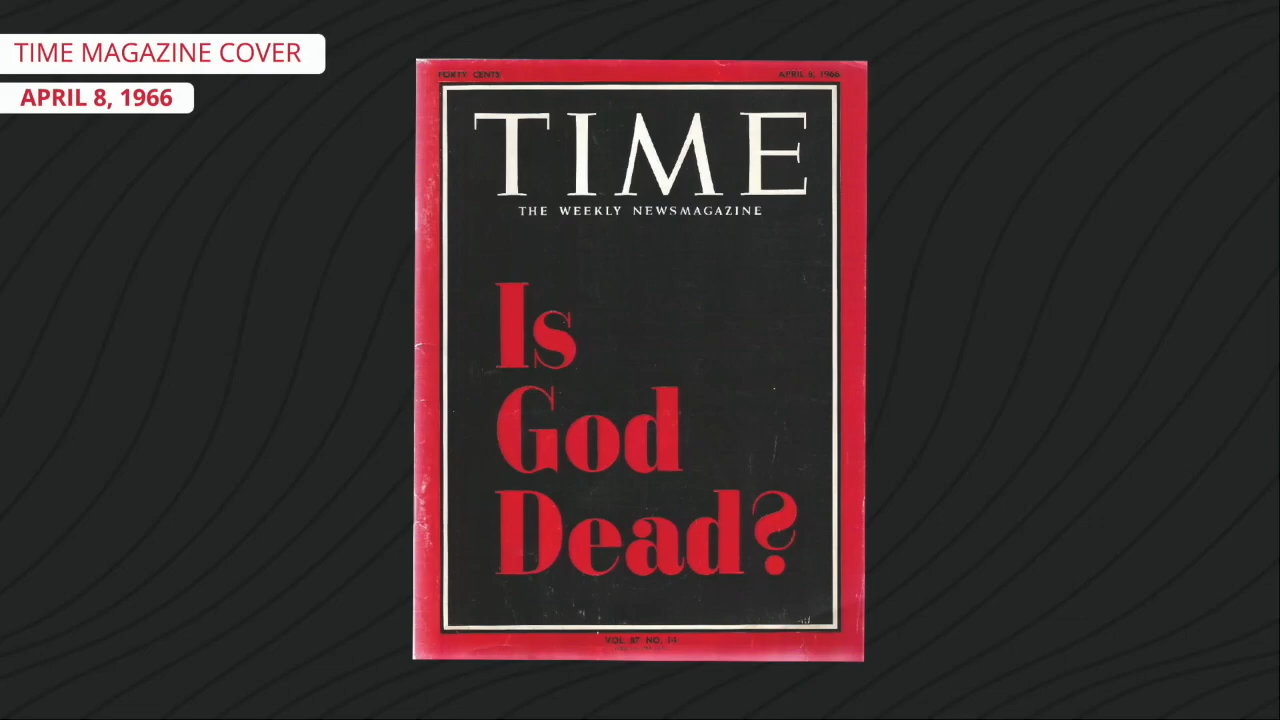 TIME MAGAZINE COVER
APRIL 8, 1966
FORTY CENTS
APRIL 8, 1966
TIME
THE WEEKLY NEWSMAGAZINE
Is
God
Dead?
VOL. 87 NO. 14